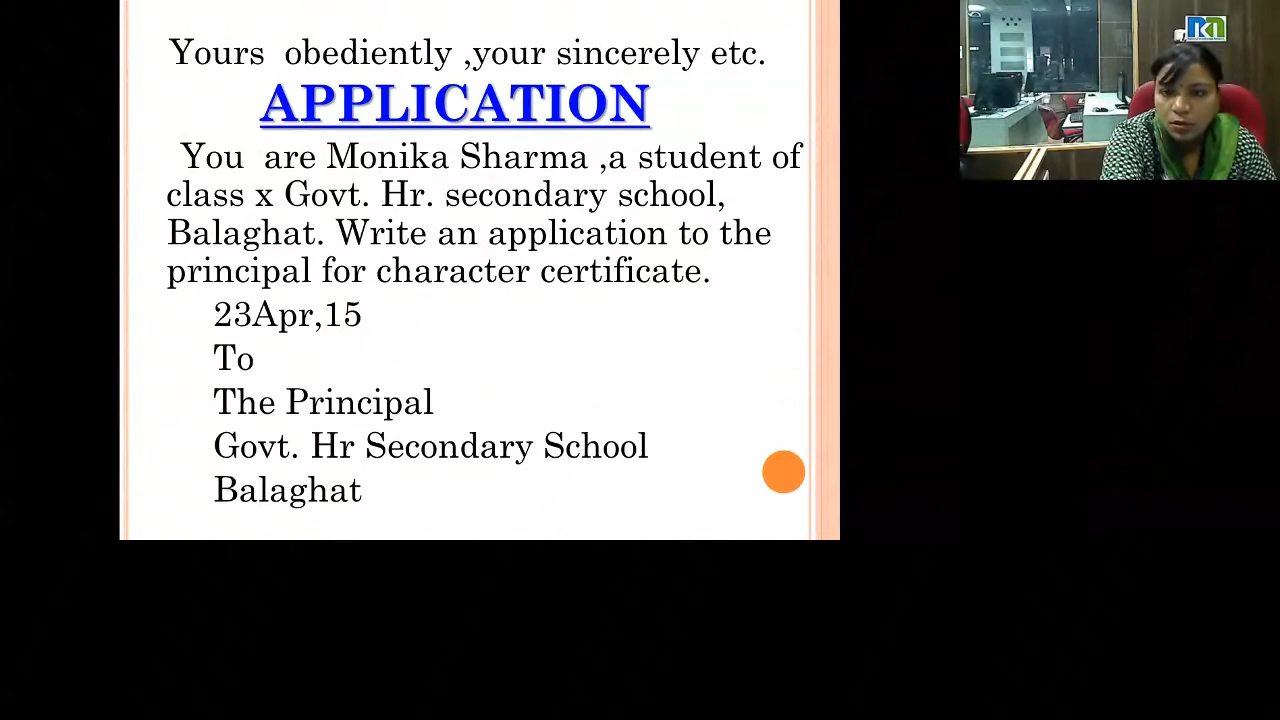 Yours obediently ,your sincerely etc.
APPLICATION
You are Monika Sharma ,a student of
class x Govt. Hr. secondary school,
Balaghat. Write an application to the
principal for character certificate.
23Apr,15
To
The Principal
Govt. Hr Secondary School
Balaghat